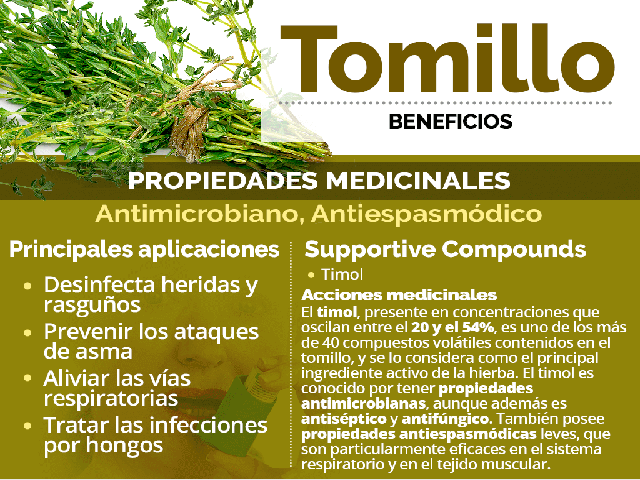 Tomillo
BENEFICIOS
PROPIEDADES MEDICINALES
Antimicrobiano, Antiespasmódico
Principales aplicaciones
• Desinfecta heridas y
rasguños
• Prevenir los ataques
de asma
• Aliviar las vías
respiratorias
• Tratar las infecciones
por hongos
Supportive Compounds
• Timol
Acciones medicinales
El timol, presente en concentraciones que
oscilan entre el 20 y el 54%, es uno de los más
de 40 compuestos volátiles contenidos en el
tomillo, y se lo considera como el principal
ingrediente activo de la hierba. El timol es
conocido por tener propiedades
antimicrobianas, aunque además es
antiséptico y antifúngico. También posee
propiedades antiespasmódicas leves, que
son particularmente eficaces en el sistema
respiratorio y en el tejido muscular.